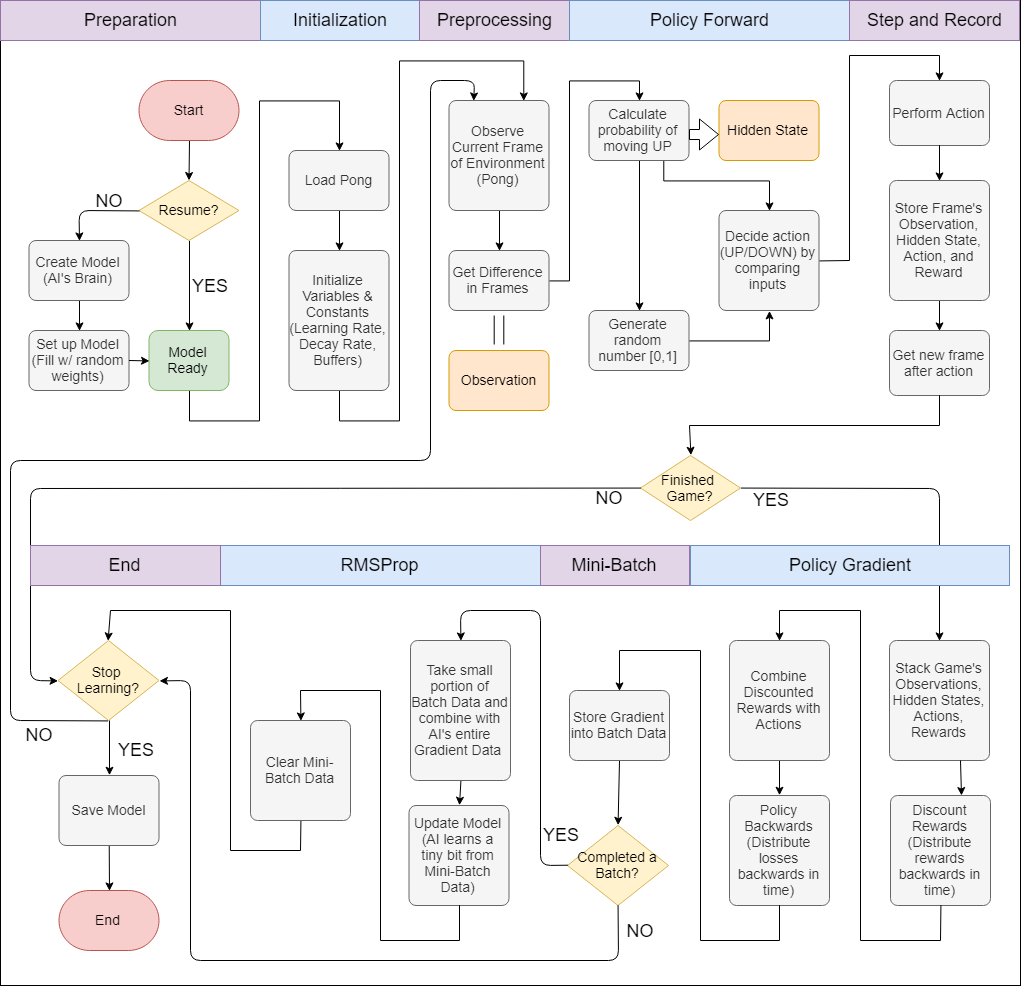 Preparation
Initialization
Preprocessing
Policy Forward
Step and Record
Start
Resume?
NO
YES
Create Model
(AI's Brain)
Set up Model
(Fill w/ random
weights)
Model
Ready
Load Pong
Initialize
Variables &
Constants
(Learning Rate,
Decay Rate,
Buffers)
Observe
Current Frame
of Environment
(Pong)
Get Difference
in Frames
Observation
Calculate
probability of
moving UP
Hidden State
Decide action
(UP/DOWN) by
comparing
inputs
Generate
random
number [0,1]
Perform Action
Store Frame's
Observation,
Hidden State,
Action, and
Reward
Get new frame
after action
Finished
Game?
NO
YES
End
RMSProp
Mini-Batch
Policy Gradient
Stop
Learning?
NO
YES
Save Model
End
Clear Mini-
Batch Data
Take small
portion of
Batch Data and
combine with
AI's entire
Gradient Data
Update Model
(AI learns a
tiny bit from
Mini-Batch
Data)
Store Gradient
into Batch Data
YES
Completed a
Batch?
NO
Combine
Discounted
Rewards with
Actions
Policy
Backwards
(Distribute
losses
backwards in
time)
Stack Game's
Observations,
Hidden States,
Actions,
Rewards
Discount
Rewards
(Distribute
rewards
backwards in
time)